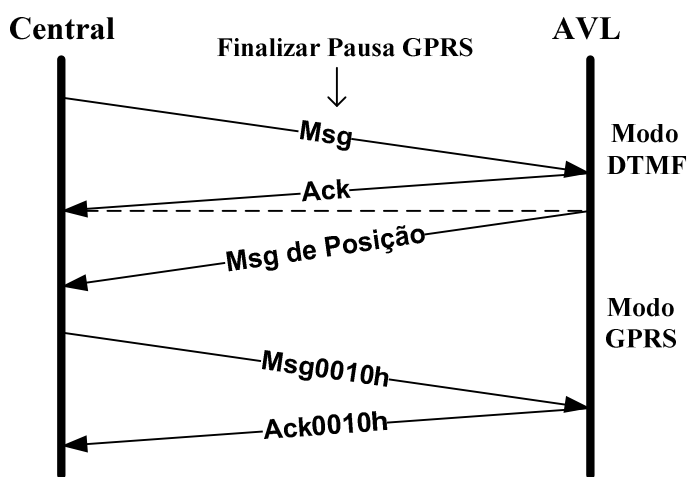 Central
AVL
Finalizar Pausa GPRS
Msg
Modo
DTMF
Ack
Msg de Posição
Modo
GPRS
Msg0010h
Ack0010h